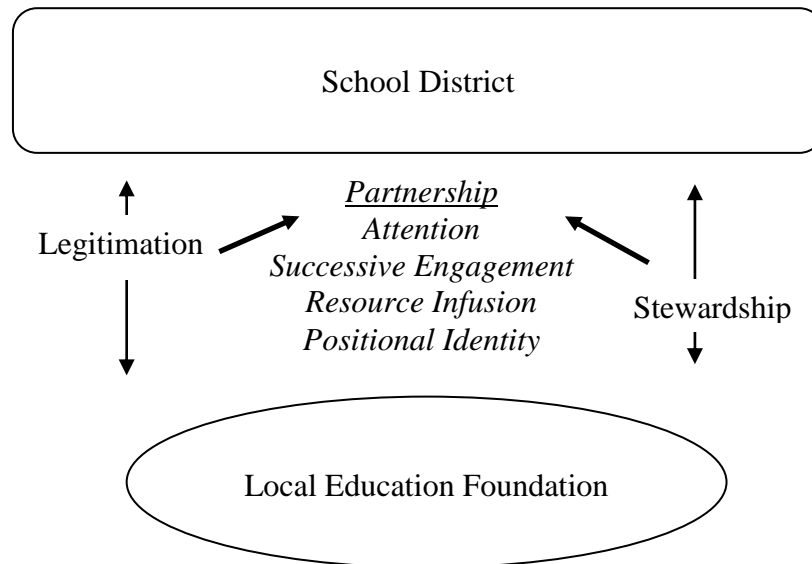 School District
Partnership
Legitimation
Attention
Successive Engagement
Resource Infusion
Stewardship
Positional Identity
Local Education Foundation